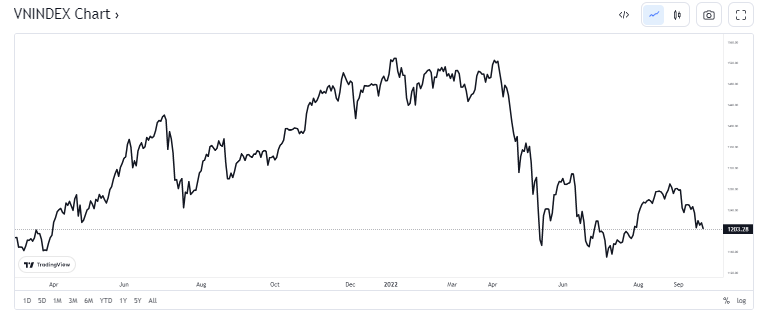 VNINDEX Chart ›
</>
1203.28
TradingView
Apr Jun Aug Oct Dec 2022 Mar Apr Jun Aug Sep
1D 5D 1M 3M 6M YTD 1Y 5Y All % log